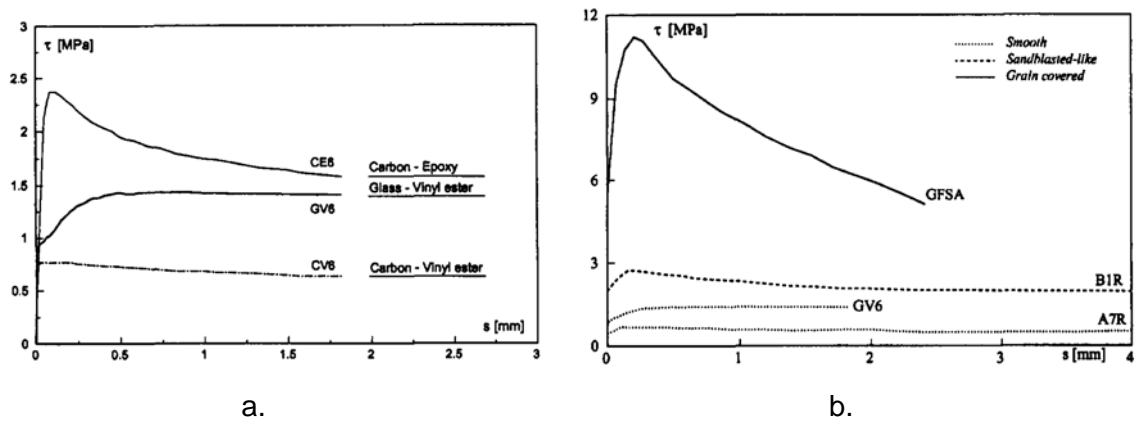 3
τ [MPa]
2.5
2
1.5
1
0.5
0
CE6
Carbon - Epoxy
Glass - Vinyl ester
GV6
CV6
Carbon - Vinyl ester
s [mm]
0
0.5
1
1.5
2
2.5
3
a.
12
τ [MPa]
Smooth
Sandblasted-like
Grain covered
9
6
GFSA
3
B1R
GV6
A7R
0
0
1
2
3
s [mm]
4
b.